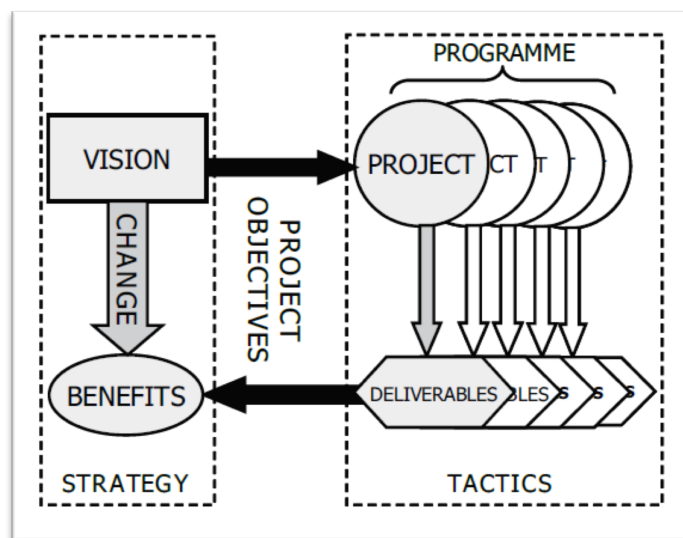 PROGRAMME
VISION
PROJECT
CT
T
CHANGE
PROJECT
OBJECTIVES
BENEFITS
DELIVERABLES
BLES
S
S
S
STRATEGY
TACTICS